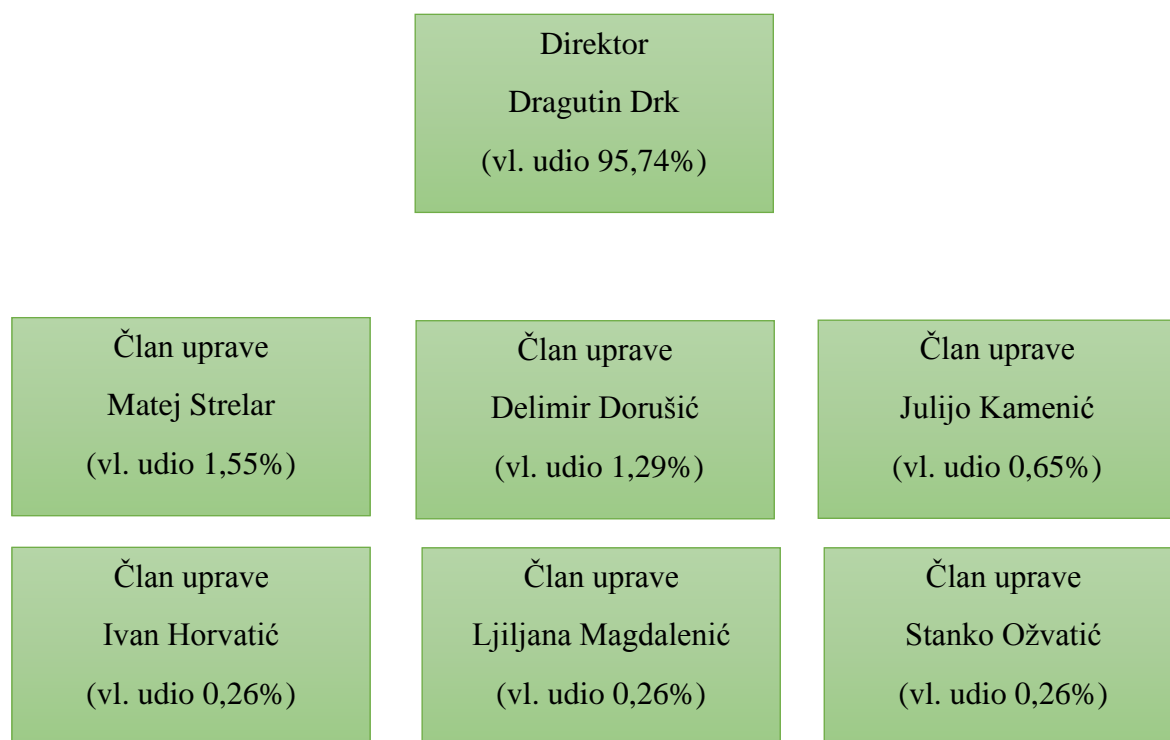 Direktor
Dragutin Drk
(vl. udio 95,74%)
Član uprave
Matej Strelar
(vl. udio 1,55%)
Član uprave
Delimir Dorušić
(vl. udio 1,29%)
Član uprave
Julijo Kamenić
(vl. udio 0,65%)
Član uprave
Ivan Horvatić
(vl. udio 0,26%)
Član uprave
Ljiljana Magdalenić
(vl. udio 0,26%)
Član uprave
Stanko Ožvatić
(vl. udio 0,26%)